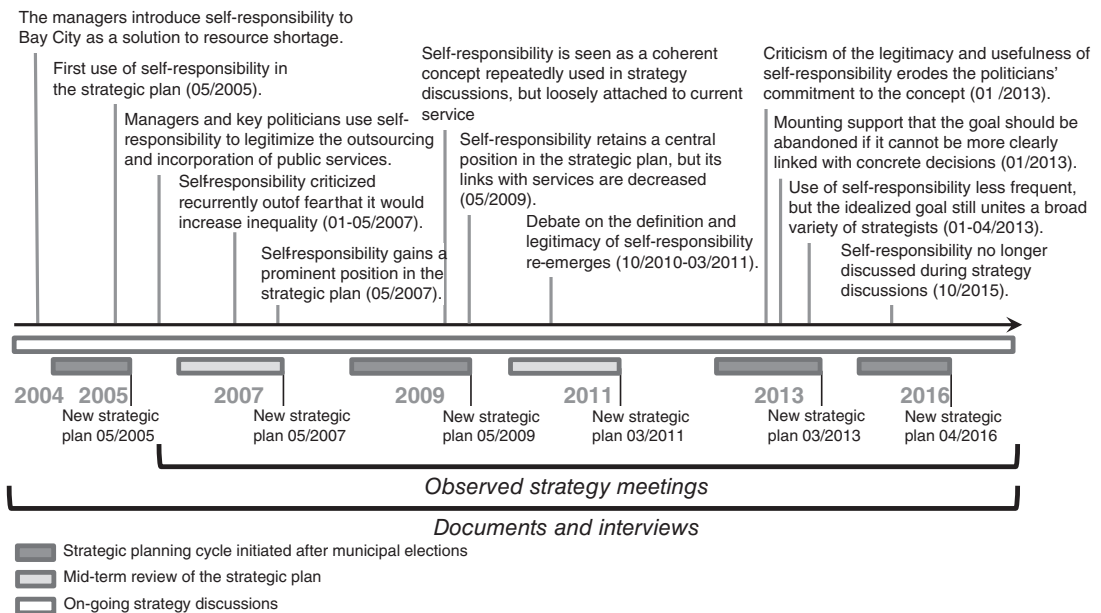 The managers introduce self-responsibility to
Bay City as a solution to resource shortage.
First use of self-responsibility in
the strategic plan (05/2005).
Managers and key politicians use self-
responsibility to legitimize the outsourcing
and incorporation of public services.
Self-responsibility criticized
recurrently outof fearthat it would
increase inequality (01-05/2007).
Self-responsibility gains a
prominent position in the
strategic plan (05/2007).
Self-responsibility is seen as a coherent
concept repeatedly used in strategy
discussions, but loosely attached to current
service
Self-responsibility retains a central
position in the strategic plan, but its
links with services are decreased
(05/2009).
Debate on the definition and
legitimacy of self-responsibility
re-emerges (10/2010-03/2011).
Criticism of the legitimacy and usefulness of
self-responsibility erodes the politicians’
commitment to the concept (01 /2013).
Mounting support that the goal should be
abandoned if it cannot be more clearly
linked with concrete decisions (01/2013).
Use of self-responsibility less frequent,
but the idealized goal still unites a broad
variety of strategists (01-04/2013).
Self-responsibility no longer
discussed during strategy
discussions (10/2015).
2004 2005 2007 2009 2011 2013 2016
New strategic
plan 05/2005
New strategic
plan 05/2007
New strategic
plan 05/2009
New strategic
plan 03/2011
New strategic
plan 03/2013
New strategic
plan 04/2016
Observed strategy meetings
Documents and interviews
Strategic planning cycle initiated after municipal elections
Mid-term review of the strategic plan
On-going strategy discussions